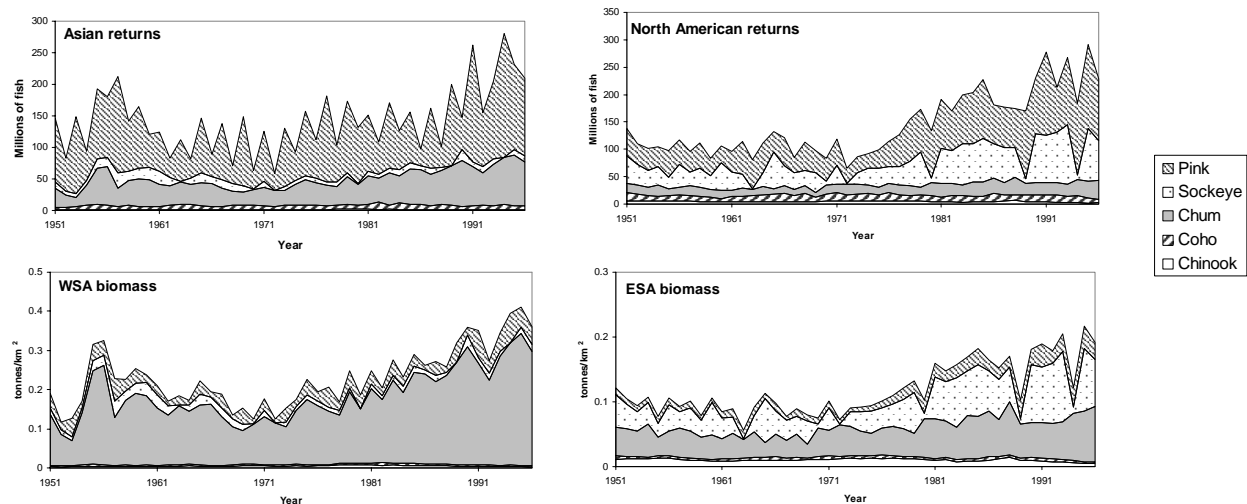 Asian returns
Millions of fish
300
250
200
150
100
50
0
1951 1961 1971 1981 1991
Year
North American returns
Millions of fish
350
300
250
200
150
100
50
0
1951 1961 1971 1981 1991
Year
Pink
Sockeye
Chum
Coho
Chinook
WSA biomass
tonnes/km²
0.5
0.4
0.3
0.2
0.1
0
1951 1961 1971 1981 1991
Year
ESA biomass
tonnes/km²
0.3
0.2
0.1
0
1951 1961 1971 1981 1991
Year